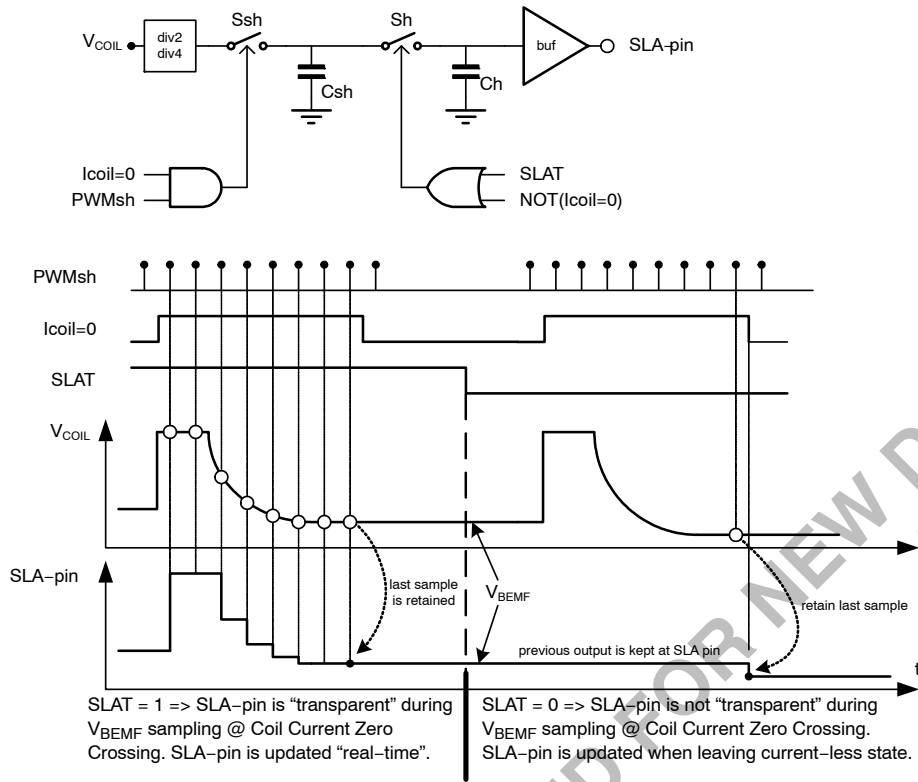 Ssh
Sh
V_COIL
div2
div4
buf
SLA-pin
Csh
Ch
Icoil=0
PWMsh
SLAT
NOT(Icoil=0)
PWMsh
Icoil=0
SLAT
V_COIL
SLA-pin
last sample
is retained
V_BEMF
retain last sample
previous output is kept at SLA pin
t
SLAT = 1 => SLA-pin is “transparent” during
V_BEMF sampling @ Coil Current Zero
Crossing. SLA-pin is updated “real-time”.
SLAT = 0 => SLA-pin is not “transparent” during
V_BEMF sampling @ Coil Current Zero Crossing.
SLA-pin is updated when leaving current-less state.
D FOR NEW D